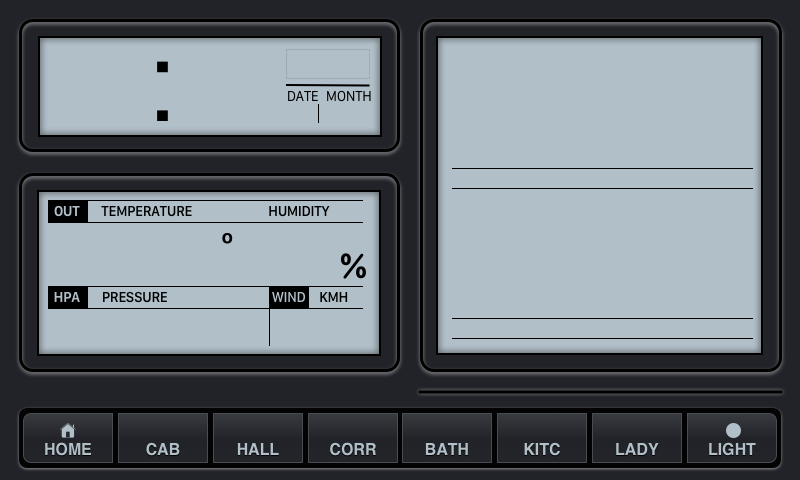 :
DATE MONTH
OUT TEMPERATURE HUMIDITY
°
%
HPA PRESSURE WIND KMH
HOME CAB HALL CORR BATH KITC LADY LIGHT